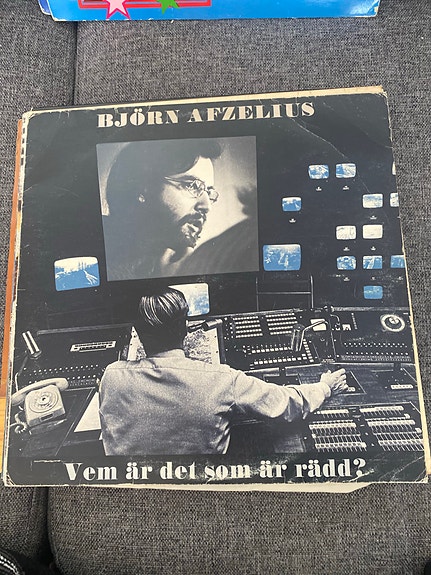 BJÖRN AFZELIUS
Vem är det som är rädd?